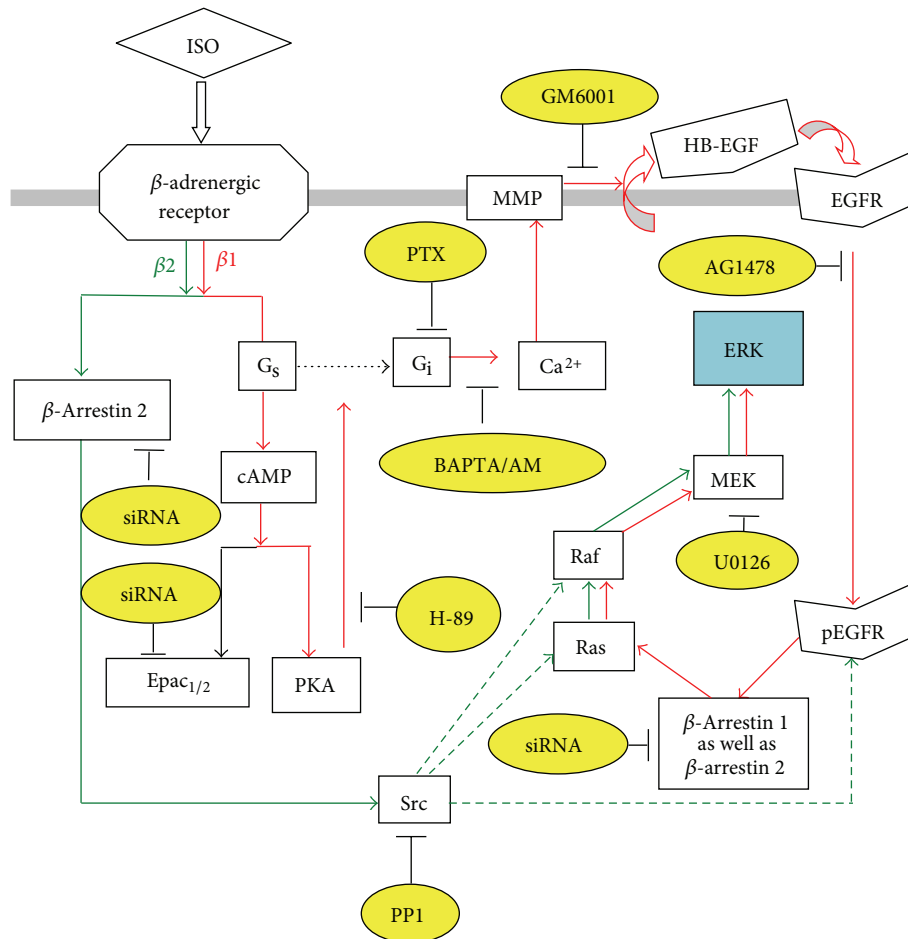 ISO
GM6001
HB-EGF
β-adrenergic
receptor
MMP
EGFR
β2
β1
PTX
AG1478
Gs
Gi
Ca2+
ERK
β-Arrestin 2
BAPTA/AM
cAMP
MEK
siRNA
Raf
U0126
siRNA
H-89
Ras
pEGFR
Epac1/2
PKA
siRNA
β-Arrestin 1
as well as
β-arrestin 2
Src
PP1